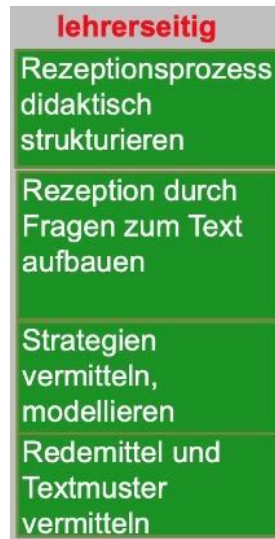 lehrerseitig
Rezeptionsprozess
didaktisch
strukturieren
Rezeption durch
Fragen zum Text
aufbauen
Strategien
vermitteln,
modellieren
Redemittel und
Textmuster
vermitteln